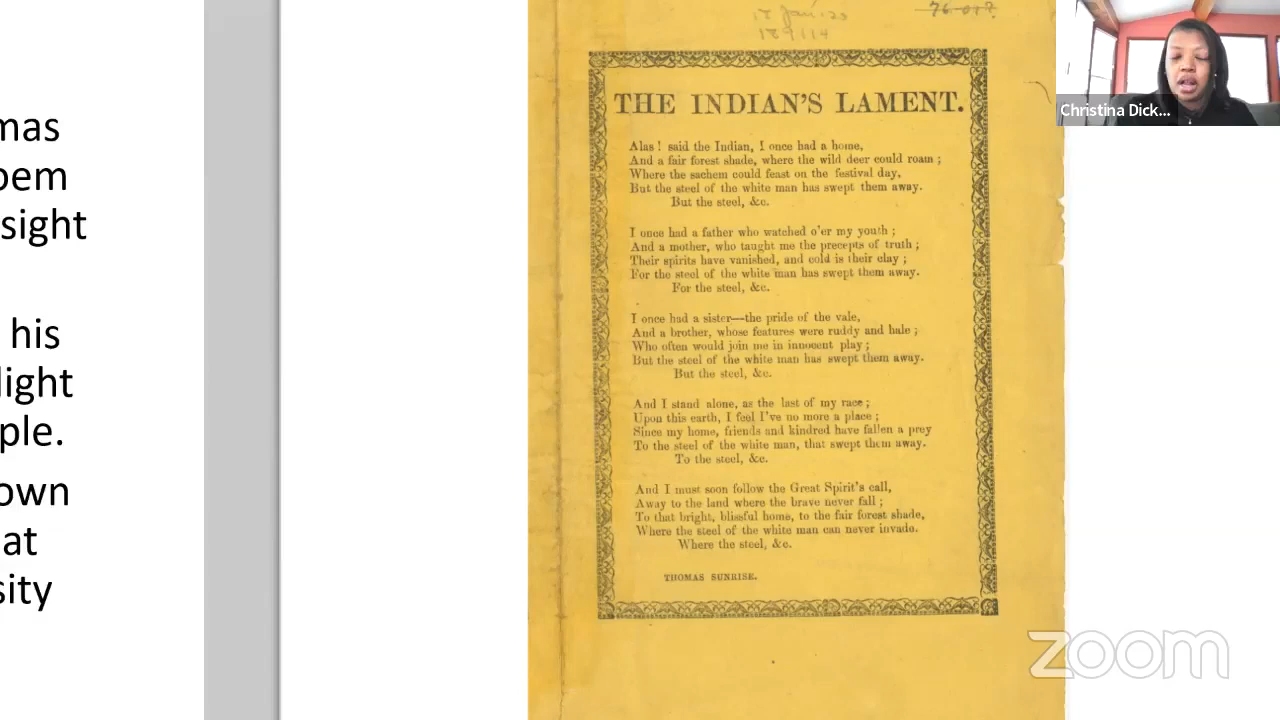 mas
oem
sight
his
light
ple.
own
at
sity
18 Jan. 23
189114
76-017
THE INDIAN'S LAMENT.
Alas ! said the Indian, I once had a home,
And a fair forest shade, where the wild deer could roam ;
Where the sachem could feast on the festival day,
But the steel of the white man has swept them away.
But the steel, &c.
I once had a father who watched o'er my youth ;
And a mother, who taught me the precepts of truth ;
Their spirits have vanished, and cold is their clay ;
For the steel of the white man has swept them away.
For the steel, &c.
I once had a sister—the pride of the vale,
And a brother, whose features were ruddy and hale ;
Who often would join me in innocent play ;
But the steel of the white man has swept them away.
But the steel, &c.
And I stand alone, as the last of my race ;
Upon this earth, I feel I've no more a place ;
Since my home, friends and kindred have fallen a prey
To the steel of the white man, that swept them away.
To the steel, &c.
And I must soon follow the Great Spirit's call,
Away to the land where the brave never fall ;
To that bright, blissful home, to the fair forest shade,
Where the steel of the white man can never invade.
Where the steel, &c.
THOMAS SUNRISE.
Christina Dick...
zoom